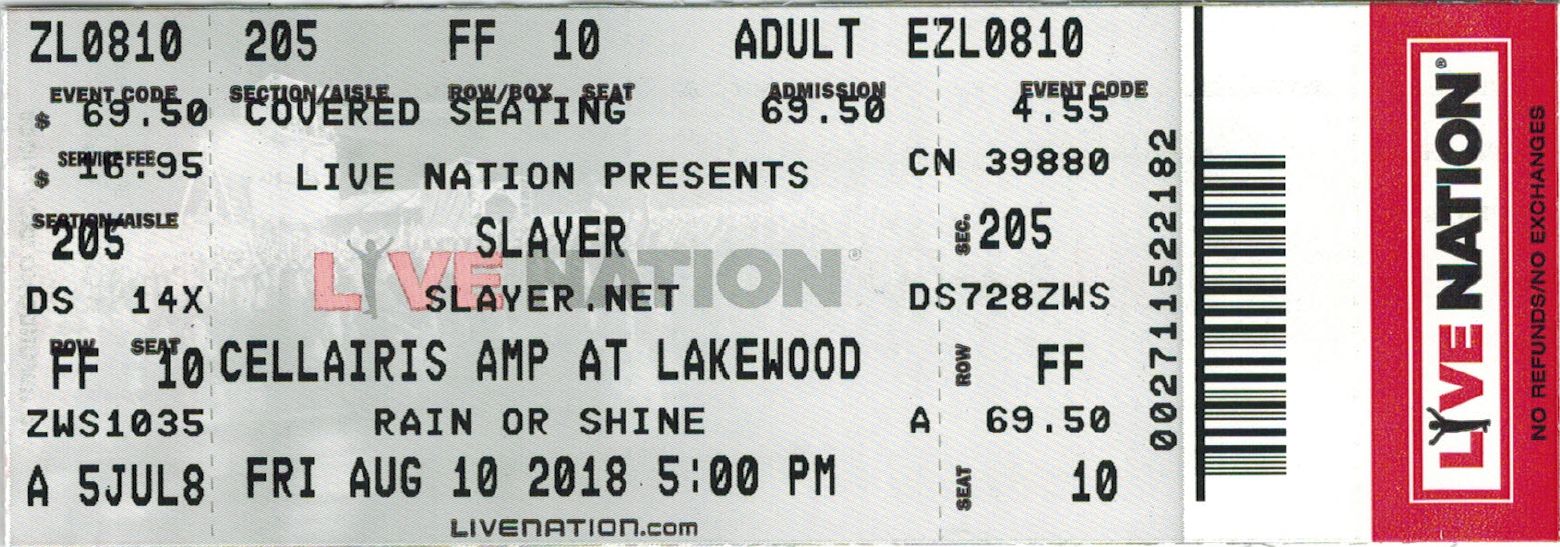 ZL0810 205 FF 10 ADULT EZL0810
EVENT CODE SECTION/AISLE ROW/BOX SEAT ADMISSION EVENT CODE
$ 69.50 COVERED SEATING 69.50 4.55
SERVICE FEE
$ 16.95 LIVE NATION PRESENTS CN 39880
SECTION/AISLE
205 SLAYER SEC. 205
LIVE NATION®
DS 14X SLAYER.NET DS728ZWS
ROW SEAT
FF 10 CELLAIRIS AMP AT LAKEWOOD ROW FF
ZWS1035 RAIN OR SHINE A 69.50
A 5JUL8 FRI AUG 10 2018 5:00 PM SEAT 10
LIVENATION.com
002711522182
LIVE NATION®
NO REFUNDS/NO EXCHANGES